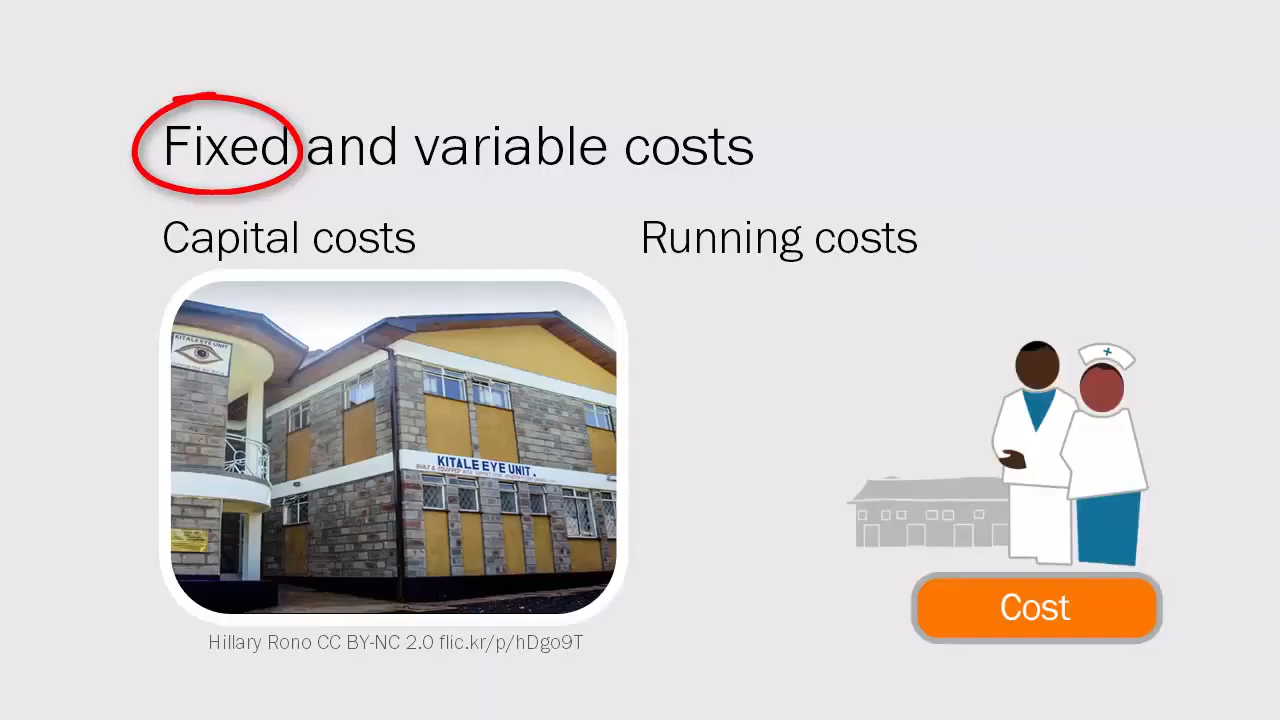 Fixed and variable costs
Capital costs
Running costs
KITALE EYE UNIT
KITALE EYE UNIT.
Hillary Rono CC BY-NC 2.0 flic.kr/p/hDgo9T
Cost